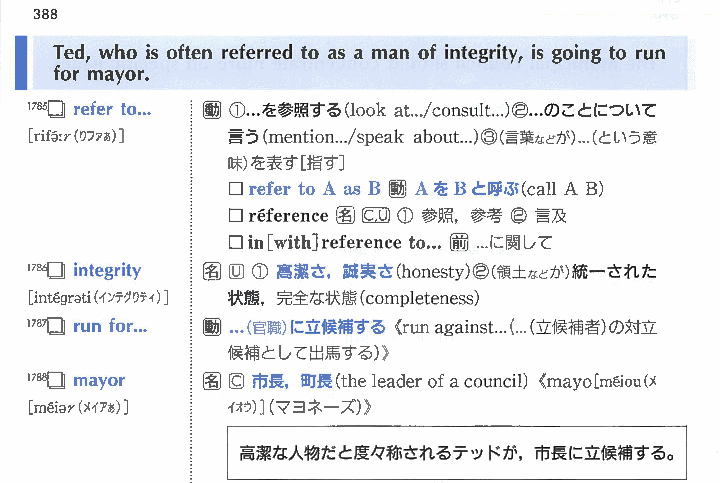 388
Ted, who is often referred to as a man of integrity, is going to run
for mayor.
1785 refer to... 動 ①...を参照する(look at.../consult...)②...のことについて
[rifə́ːr(リファぁ)] 言う(mention.../speak about...)③(言葉などが)...(という意
味)を表す[指す]
□ refer to A as B 動 A を B と呼ぶ(call A B)
□ réference 名 C,U ① 参照，参考 ② 言及
□ in[with]reference to... 前 ...に関して
1786 integrity 名 U ① 高潔さ，誠実さ(honesty)②(領土などが)統一された
[intégrəti(インテグゥリティ)] 状態，完全な状態(completeness)
1787 run for... 動 ...(官職)に立候補する《run against...(...(立候補者)の対立
候補として出馬する)》
1788 mayor 名 C 市長，町長(the leader of a council)《mayo[méiou(メ
[méiər(メイアぁ)] イオウ)](マヨネーズ)》
高潔な人物だと度々称されるテッドが，市長に立候補する。